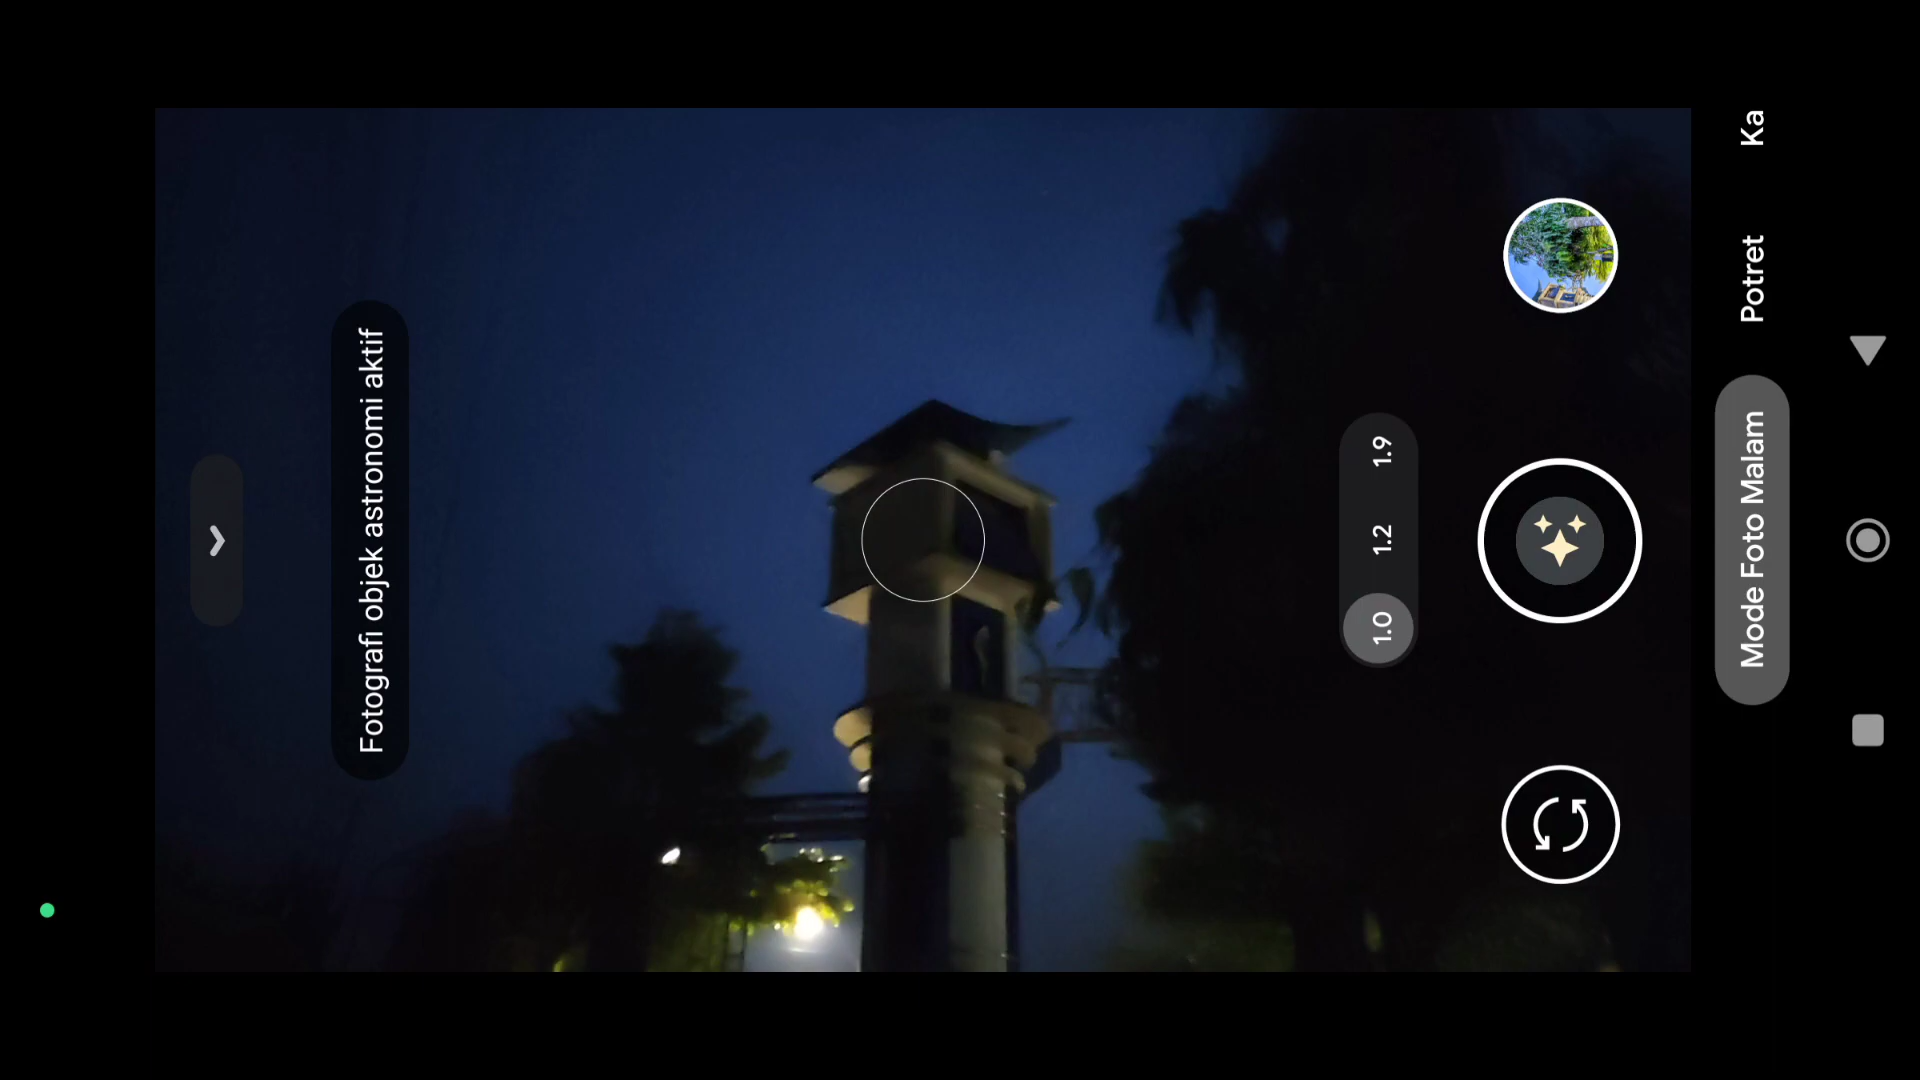 Fotografi objek astronomi aktif
1.0 1.2 1.9
Mode Foto Malam Potret Ka